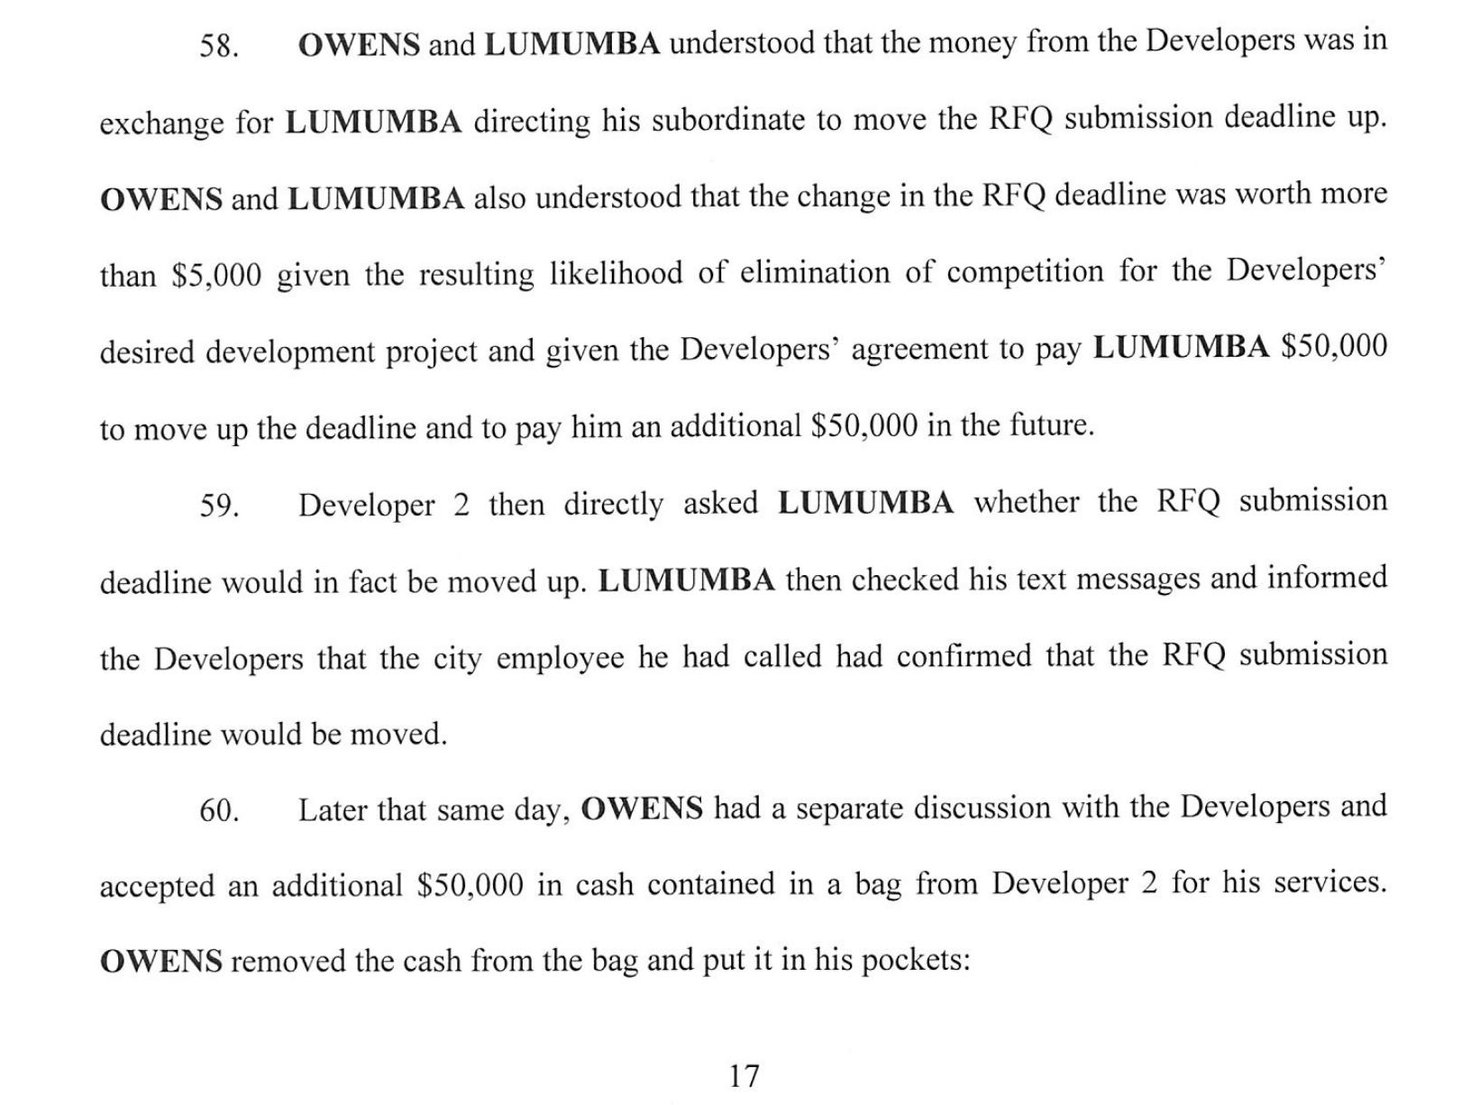 58. OWENS and LUMUMBA understood that the money from the Developers was in
exchange for LUMUMBA directing his subordinate to move the RFQ submission deadline up.
OWENS and LUMUMBA also understood that the change in the RFQ deadline was worth more
than $5,000 given the resulting likelihood of elimination of competition for the Developers’
desired development project and given the Developers’ agreement to pay LUMUMBA $50,000
to move up the deadline and to pay him an additional $50,000 in the future.
59. Developer 2 then directly asked LUMUMBA whether the RFQ submission
deadline would in fact be moved up. LUMUMBA then checked his text messages and informed
the Developers that the city employee he had called had confirmed that the RFQ submission
deadline would be moved.
60. Later that same day, OWENS had a separate discussion with the Developers and
accepted an additional $50,000 in cash contained in a bag from Developer 2 for his services.
OWENS removed the cash from the bag and put it in his pockets:
17